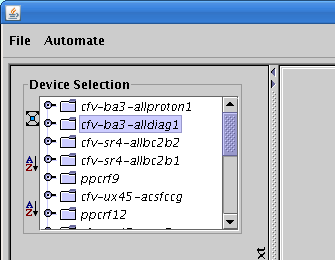 File Automate
Device Selection
cfv-ba3-allproton1
cfv-ba3-alldiag1
cfv-sr4-allbc2b2
cfv-sr4-allbc2b1
ppcrf9
cfv-ux45-acsfccg
ppcrf12